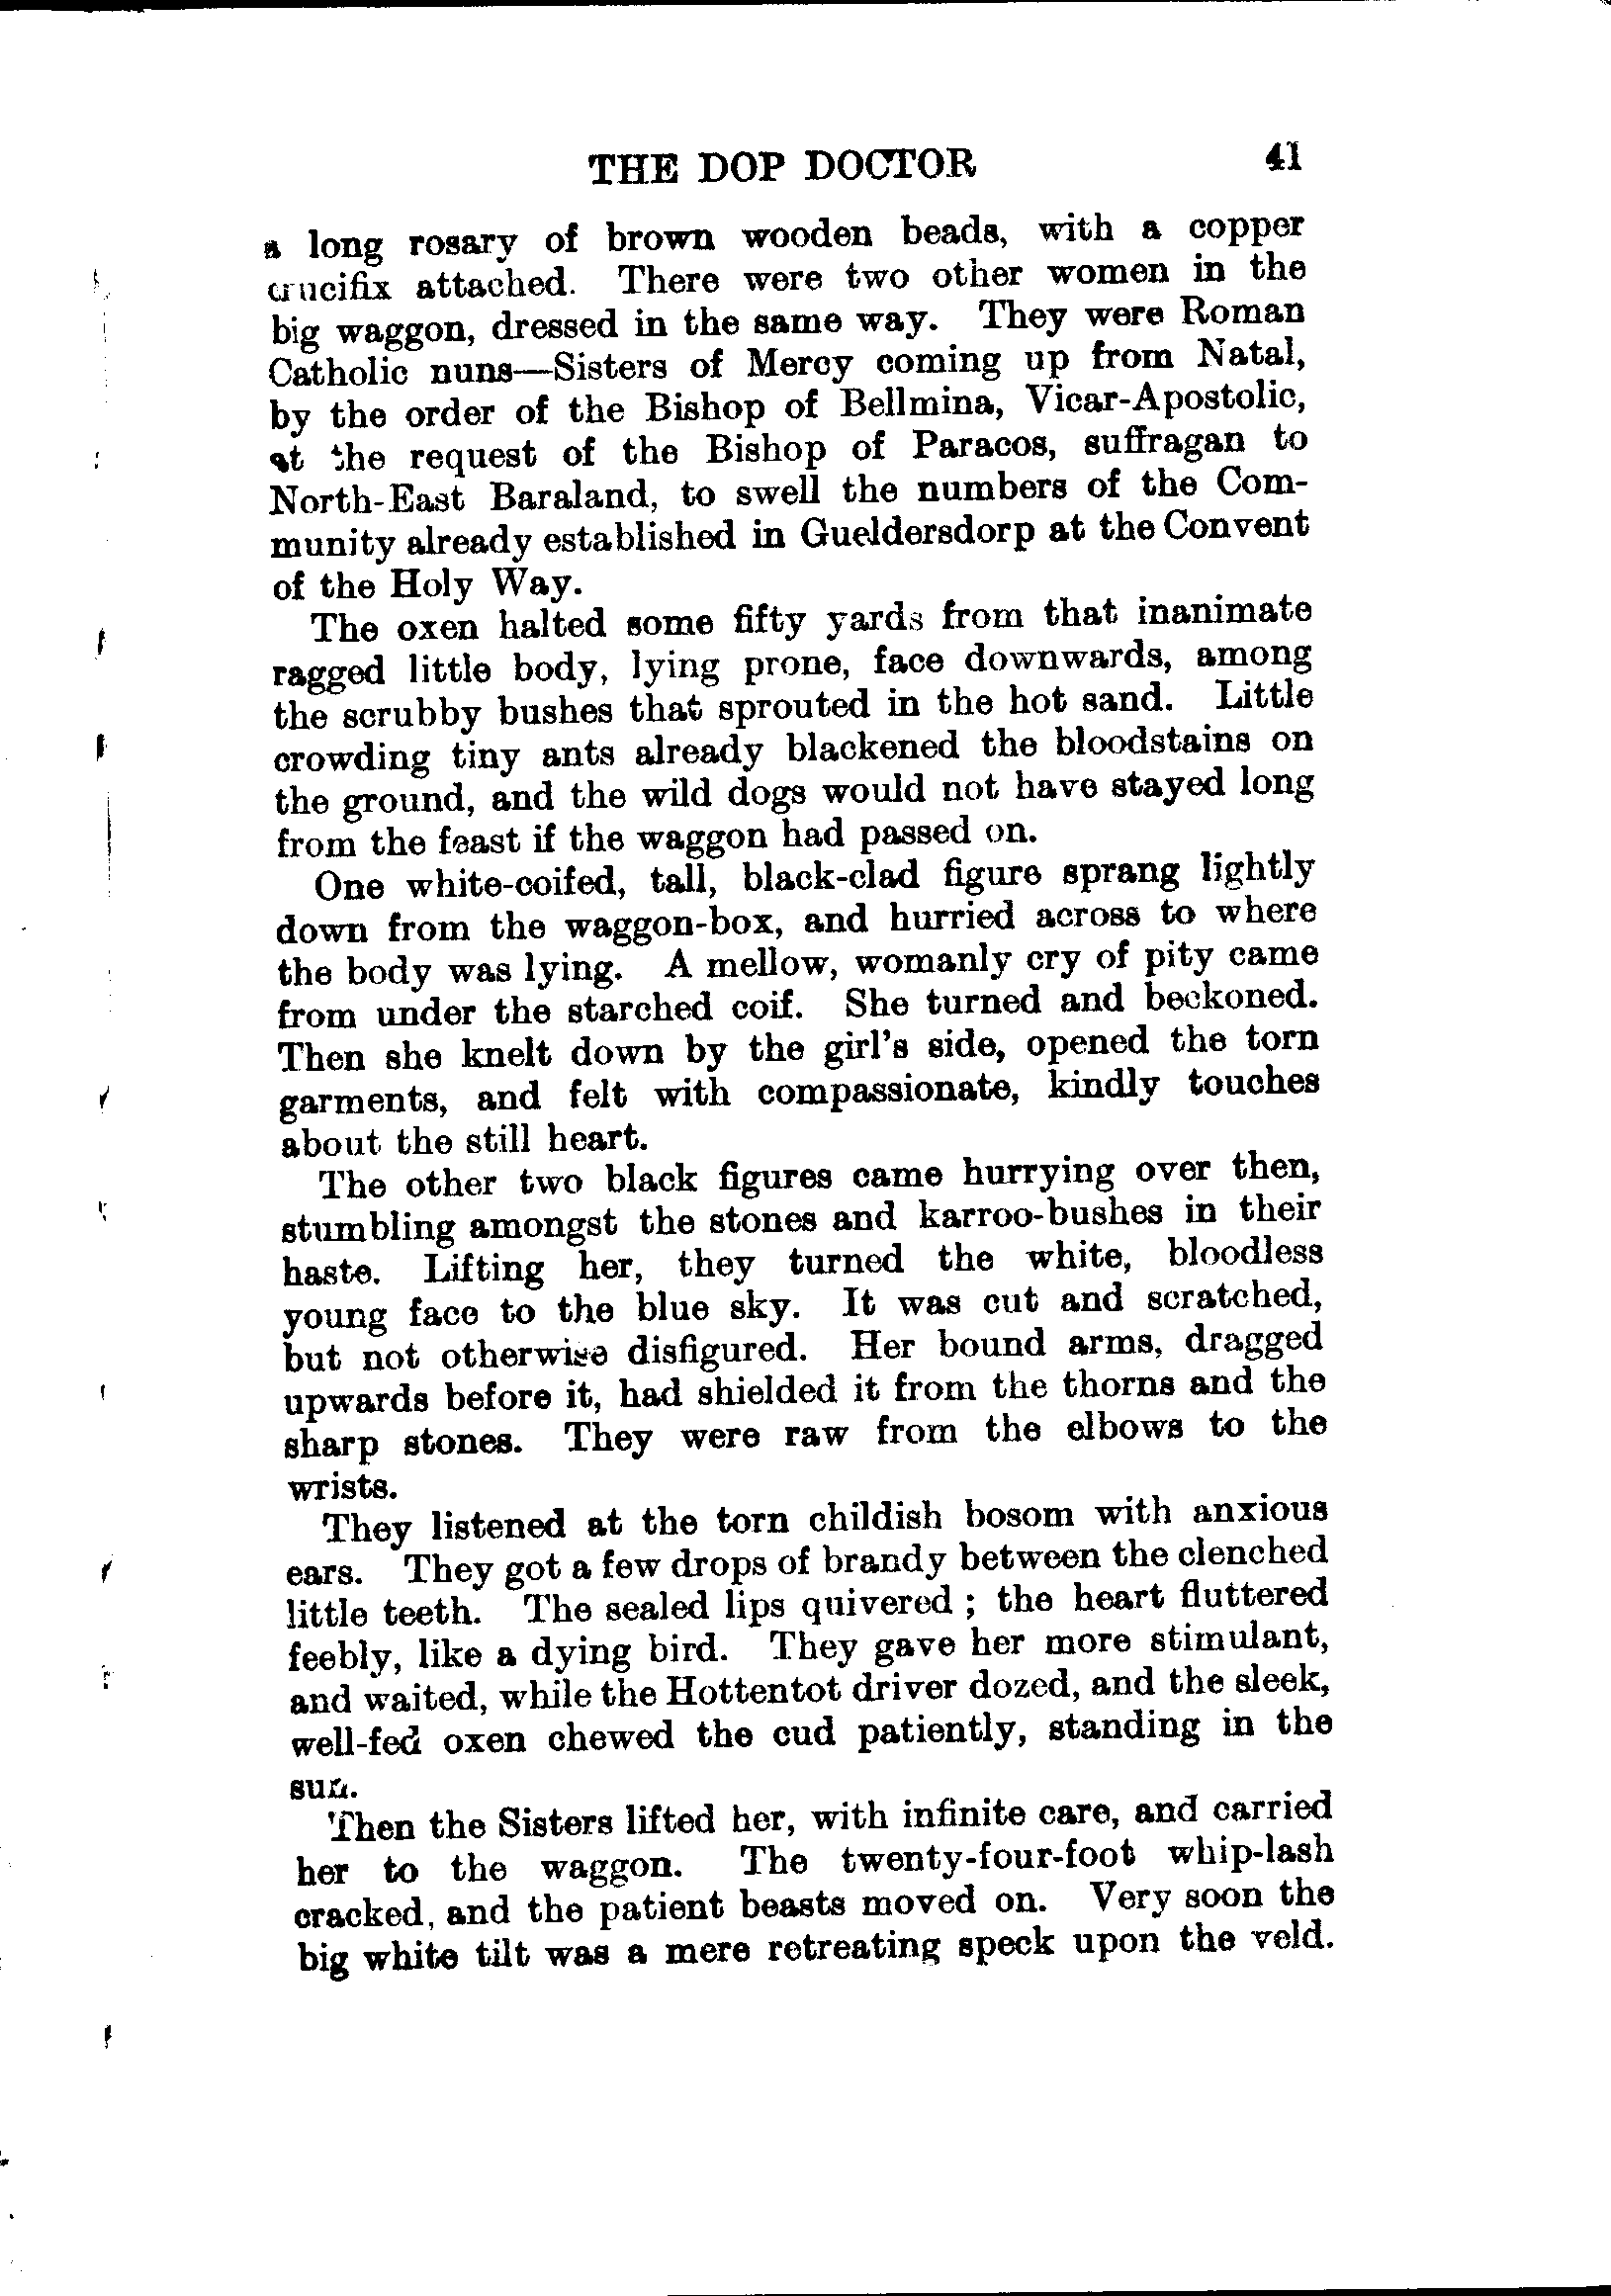 THE DOP DOCTOR 41
a long rosary of brown wooden beads, with a copper
crucifix attached. There were two other women in the
big waggon, dressed in the same way. They were Roman
Catholic nuns—Sisters of Mercy coming up from Natal,
by the order of the Bishop of Bellmina, Vicar-Apostolic,
at the request of the Bishop of Paracos, suffragan to
North-East Baraland, to swell the numbers of the Com-
munity already established in Gueldersdorp at the Convent
of the Holy Way.
The oxen halted some fifty yards from that inanimate
ragged little body, lying prone, face downwards, among
the scrubby bushes that sprouted in the hot sand. Little
crowding tiny ants already blackened the bloodstains on
the ground, and the wild dogs would not have stayed long
from the feast if the waggon had passed on.
One white-coifed, tall, black-clad figure sprang lightly
down from the waggon-box, and hurried across to where
the body was lying. A mellow, womanly cry of pity came
from under the starched coif. She turned and beckoned.
Then she knelt down by the girl's side, opened the torn
garments, and felt with compassionate, kindly touches
about the still heart.
The other two black figures came hurrying over then,
stumbling amongst the stones and karroo-bushes in their
haste. Lifting her, they turned the white, bloodless
young face to the blue sky. It was cut and scratched,
but not otherwise disfigured. Her bound arms, dragged
upwards before it, had shielded it from the thorns and the
sharp stones. They were raw from the elbows to the
wrists.
They listened at the torn childish bosom with anxious
ears. They got a few drops of brandy between the clenched
little teeth. The sealed lips quivered ; the heart fluttered
feebly, like a dying bird. They gave her more stimulant,
and waited, while the Hottentot driver dozed, and the sleek,
well-fed oxen chewed the cud patiently, standing in the
sun.
Then the Sisters lifted her, with infinite care, and carried
her to the waggon. The twenty-four-foot whip-lash
cracked, and the patient beasts moved on. Very soon the
big white tilt was a mere retreating speck upon the veld.